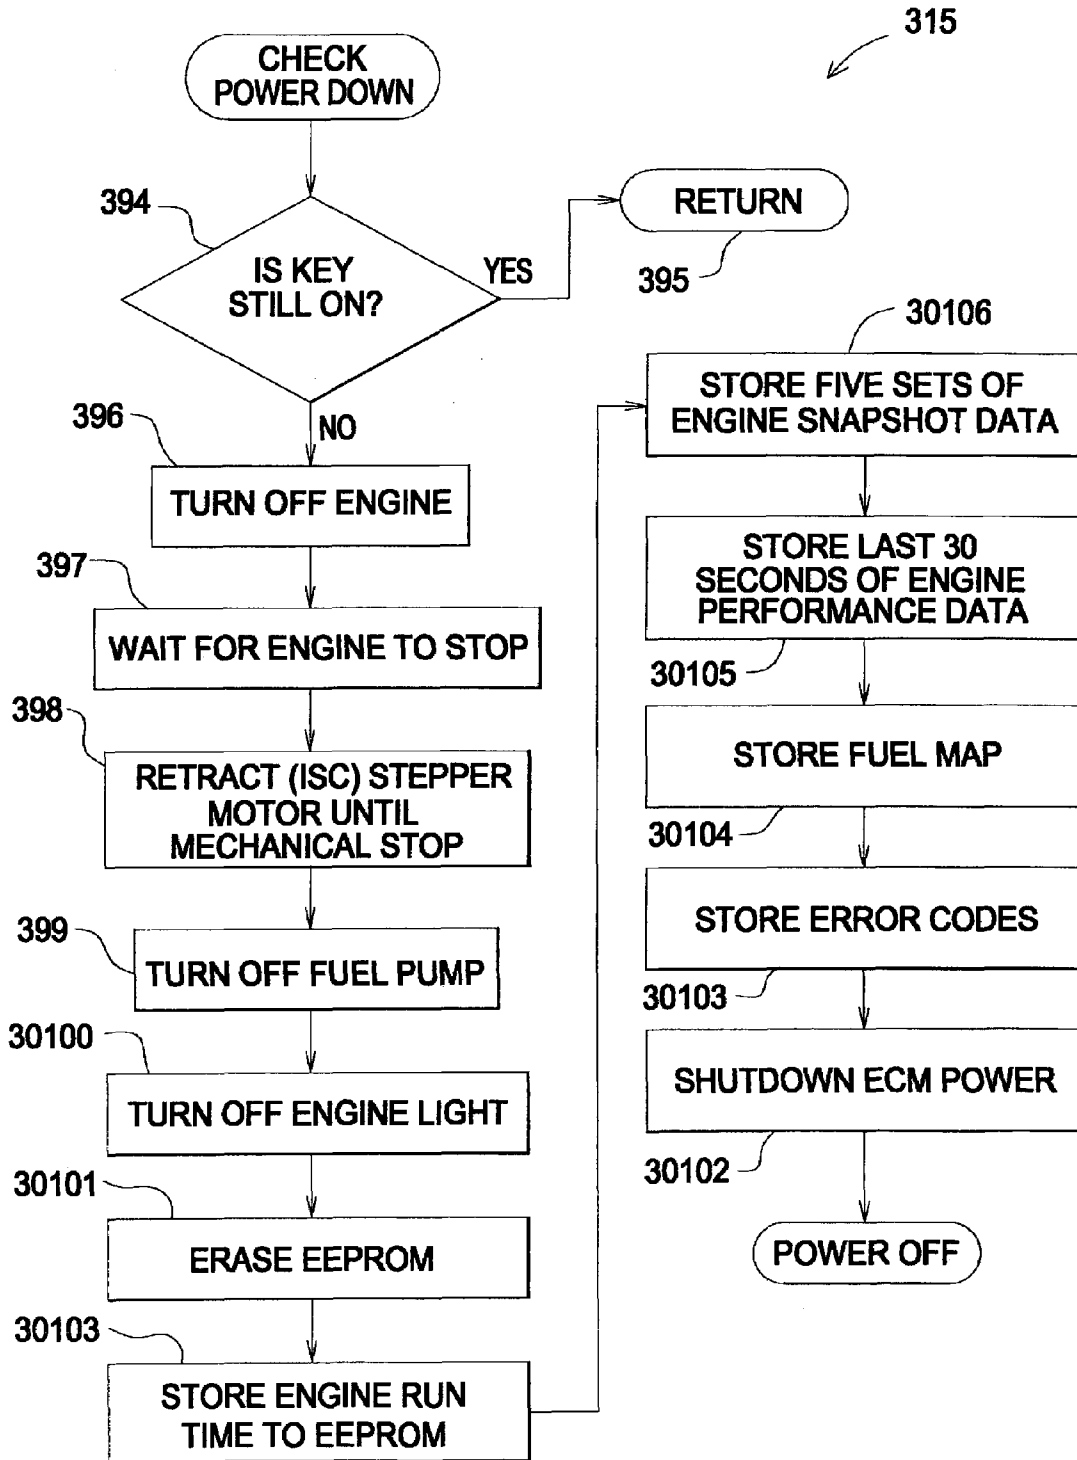 315
CHECK
POWER DOWN
394
IS KEY
STILL ON?
YES
RETURN
395
NO
396
TURN OFF ENGINE
397
WAIT FOR ENGINE TO STOP
398
RETRACT (ISC) STEPPER
MOTOR UNTIL
MECHANICAL STOP
399
TURN OFF FUEL PUMP
30100
TURN OFF ENGINE LIGHT
30101
ERASE EEPROM
30103
STORE ENGINE RUN
TIME TO EEPROM
30106
STORE FIVE SETS OF
ENGINE SNAPSHOT DATA
STORE LAST 30
SECONDS OF ENGINE
PERFORMANCE DATA
30105
STORE FUEL MAP
30104
STORE ERROR CODES
30103
SHUTDOWN ECM POWER
30102
POWER OFF